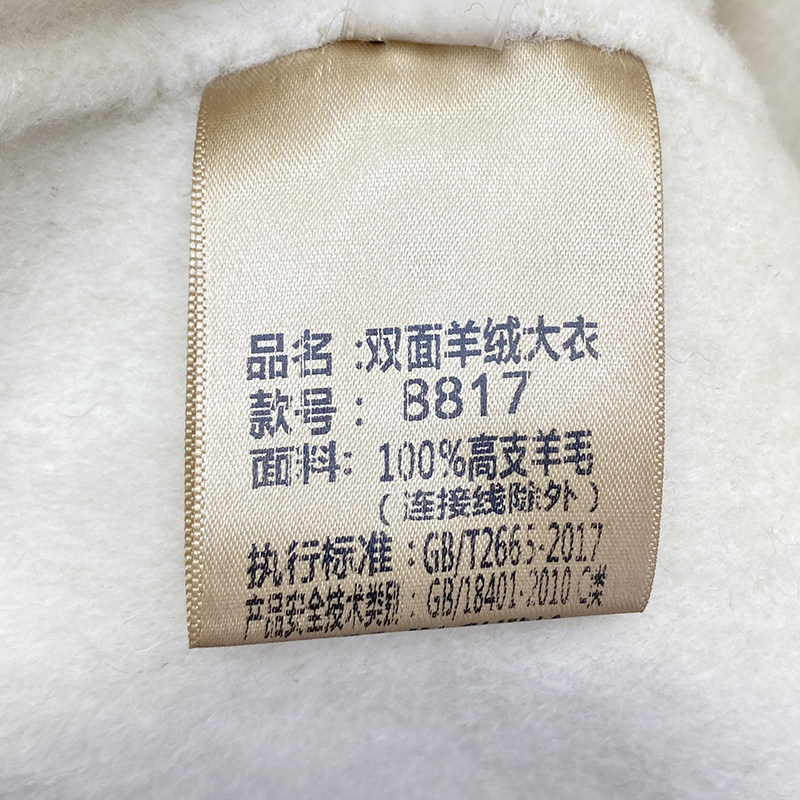 品名：双面羊绒大衣
款号：8817
面料：100%高支羊毛
（连接线除外）
执行标准：GB/T2665-2017
产品安全技术类别：GB/18401-2010 C类